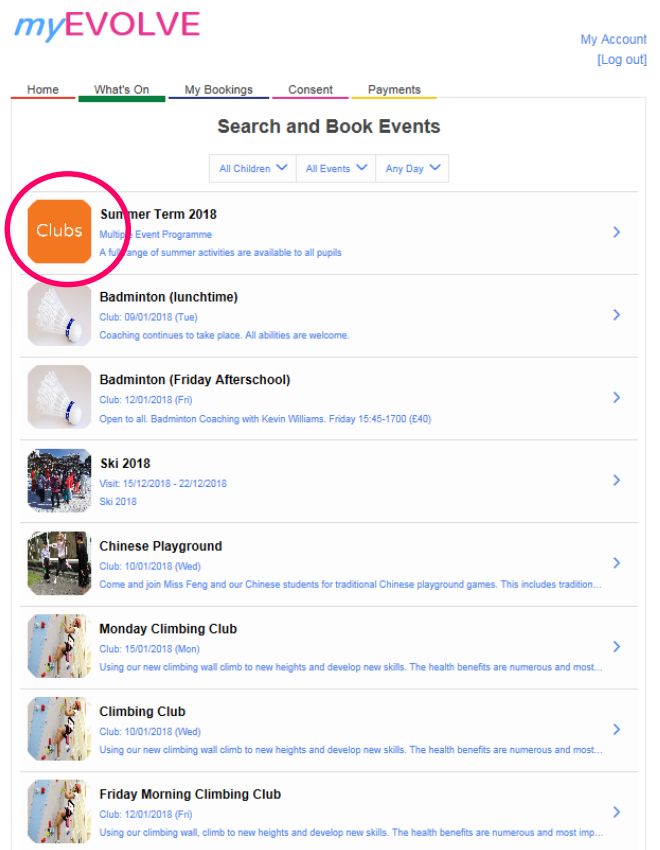 myEVOLVE
My Account
[Log out]
Home What's On My Bookings Consent Payments
Search and Book Events
All Children All Events Any Day
Clubs
Summer Term 2018
Multiple Event Programme
A full range of summer activities are available to all pupils
Badminton (lunchtime)
Club: 09/01/2018 (Tue)
Coaching continues to take place. All abilities are welcome.
Badminton (Friday Afterschool)
Club: 12/01/2018 (Fri)
Open to all. Badminton Coaching with Kevin Williams. Friday 15:45-1700 (£40)
Ski 2018
Visit: 15/12/2018 - 22/12/2018
Ski 2018
Chinese Playground
Club: 10/01/2018 (Wed)
Come and join Miss Feng and our Chinese students for traditional Chinese playground games. This includes tradition...
Monday Climbing Club
Club: 15/01/2018 (Mon)
Using our new climbing wall climb to new heights and develop new skills. The health benefits are numerous and most...
Climbing Club
Club: 10/01/2018 (Wed)
Using our new climbing wall climb to new heights and develop new skills. The health benefits are numerous and most...
Friday Morning Climbing Club
Club: 12/01/2018 (Fri)
Using our climbing wall, climb to new heights and develop new skills. The health benefits are numerous and most imp...